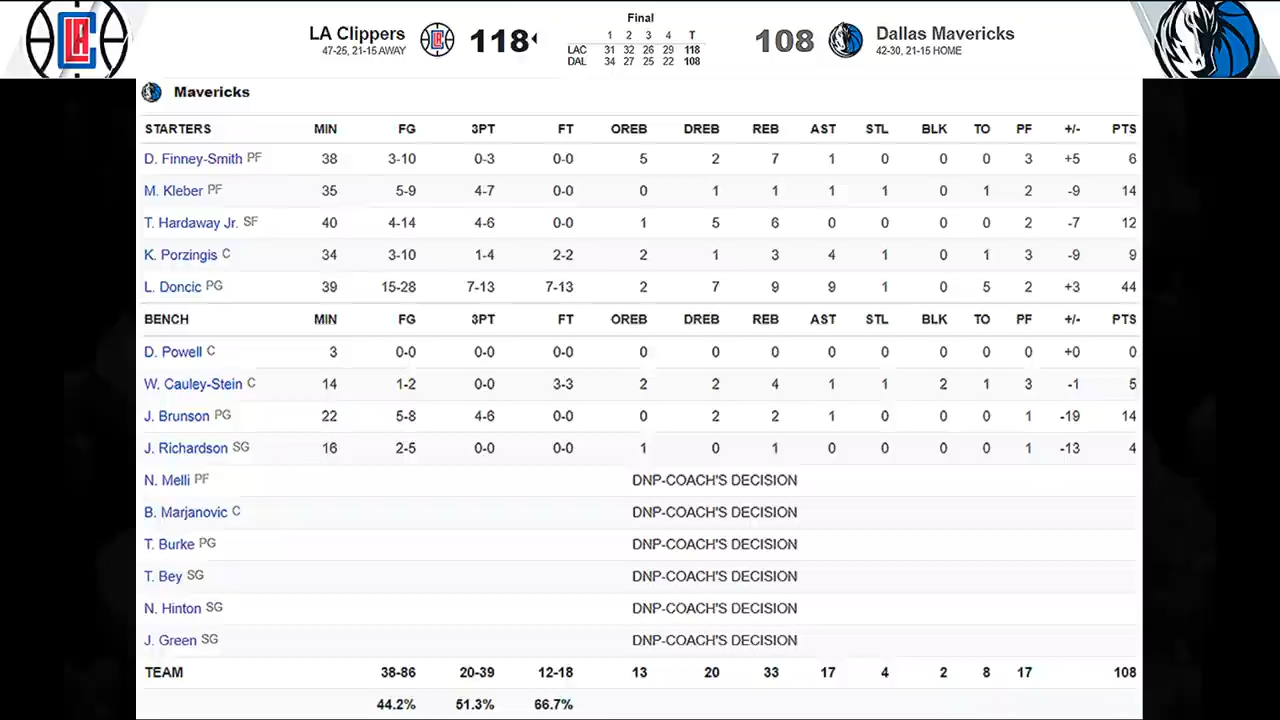 Final
LA Clippers 118 1 2 3 4 T 108 Dallas Mavericks
47-25, 21-15 AWAY LAC 31 32 26 29 118 42-30, 21-15 HOME
DAL 34 27 25 22 108
Mavericks
STARTERS MIN FG 3PT FT OREB DREB REB AST STL BLK TO PF +/- PTS
D. Finney-Smith PF 38 3-10 0-3 0-0 5 2 7 1 0 0 0 3 +5 6
M. Kleber PF 35 5-9 4-7 0-0 0 1 1 1 1 0 1 2 -9 14
T. Hardaway Jr. SF 40 4-14 4-6 0-0 1 5 6 0 0 0 0 2 -7 12
K. Porzingis C 34 3-10 1-4 2-2 2 1 3 4 1 0 1 3 -9 9
L. Doncic PG 39 15-28 7-13 7-13 2 7 9 9 1 0 5 2 +3 44
BENCH MIN FG 3PT FT OREB DREB REB AST STL BLK TO PF +/- PTS
D. Powell C 3 0-0 0-0 0-0 0 0 0 0 0 0 0 0 +0 0
W. Cauley-Stein C 14 1-2 0-0 3-3 2 2 4 1 1 2 1 3 -1 5
J. Brunson PG 22 5-8 4-6 0-0 0 2 2 1 0 0 0 1 -19 14
J. Richardson SG 16 2-5 0-0 0-0 1 0 1 0 0 0 0 1 -13 4
N. Melli PF DNP-COACH'S DECISION
B. Marjanovic C DNP-COACH'S DECISION
T. Burke PG DNP-COACH'S DECISION
T. Bey SG DNP-COACH'S DECISION
N. Hinton SG DNP-COACH'S DECISION
J. Green SG DNP-COACH'S DECISION
TEAM 38-86 20-39 12-18 13 20 33 17 4 2 8 17 108
44.2% 51.3% 66.7%